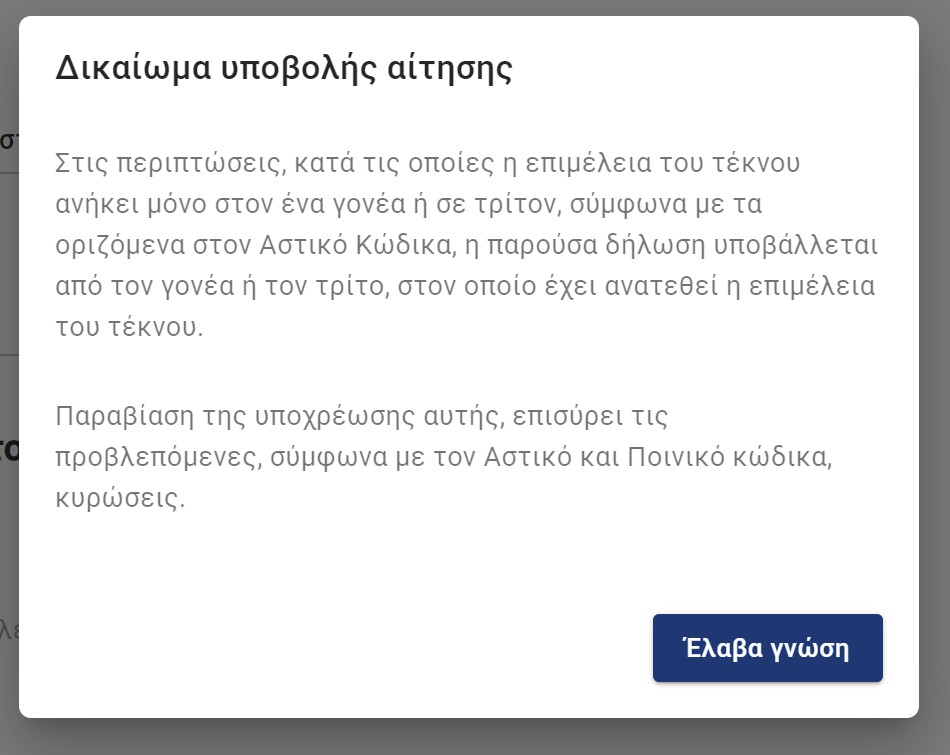 Δικαίωμα υποβολής αίτησης
Στις περιπτώσεις, κατά τις οποίες η επιμέλεια του τέκνου
ανήκει μόνο στον ένα γονέα ή σε τρίτον, σύμφωνα με τα
οριζόμενα στον Αστικό Κώδικα, η παρούσα δήλωση υποβάλλεται
από τον γονέα ή τον τρίτο, στον οποίο έχει ανατεθεί η επιμέλεια
του τέκνου.
Παραβίαση της υποχρέωσης αυτής, επισύρει τις
προβλεπόμενες, σύμφωνα με τον Αστικό και Ποινικό κώδικα,
κυρώσεις.
Έλαβα γνώση